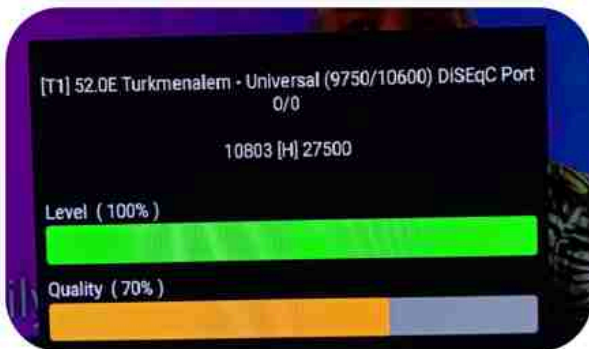 [T1] 52.0E Turkmenalem - Universal (9750/10600) DiSEqC Port
0/0
10803 [H] 27500
Level ( 100% )
Quality ( 70% )